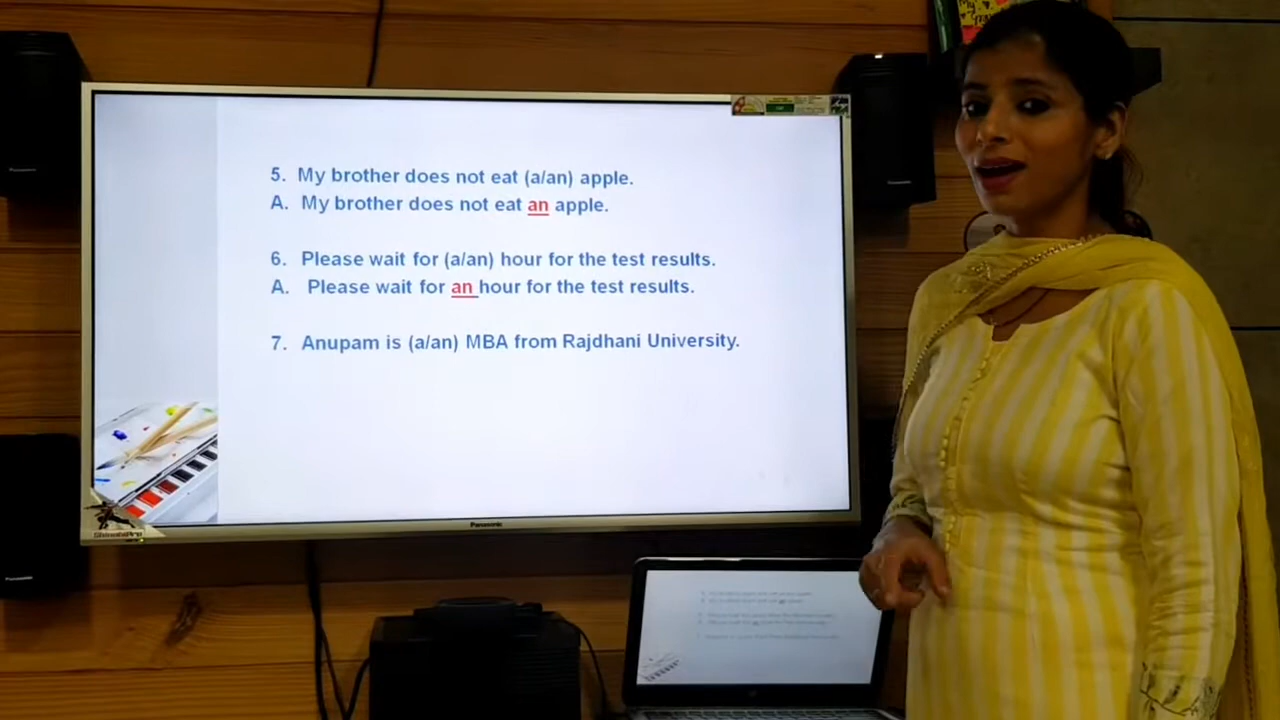 5. My brother does not eat (a/an) apple.
A. My brother does not eat an apple.
6. Please wait for (a/an) hour for the test results.
A. Please wait for an hour for the test results.
7. Anupam is (a/an) MBA from Rajdhani University.
Panasonic